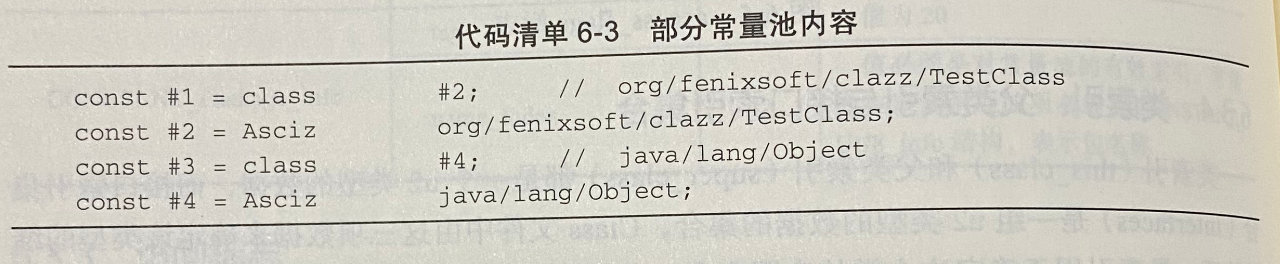 代码清单 6-3 部分常量池内容
const #1 = class #2; // org/fenixsoft/clazz/TestClass
const #2 = Asciz org/fenixsoft/clazz/TestClass;
const #3 = class #4; // java/lang/Object
const #4 = Asciz java/lang/Object;